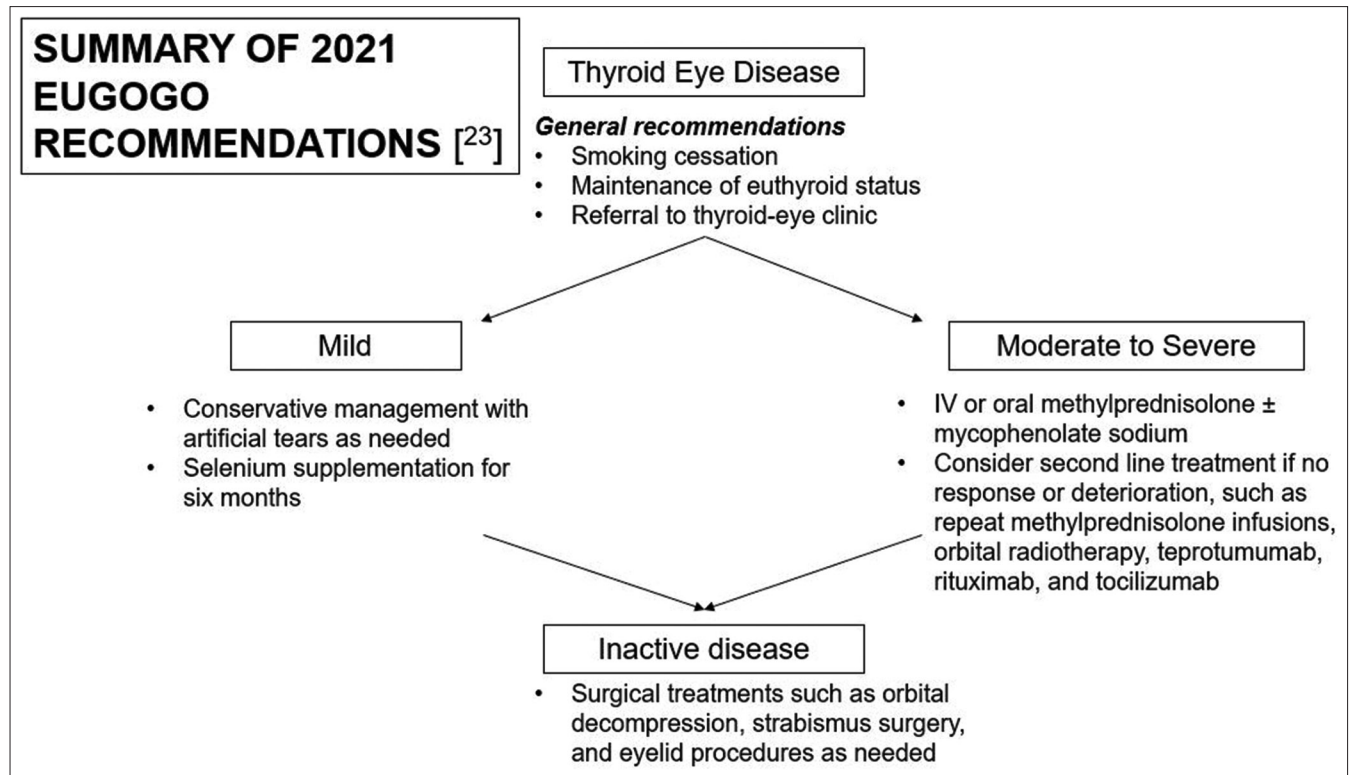 SUMMARY OF 2021
EUGOGO
RECOMMENDATIONS [23]
Thyroid Eye Disease
General recommendations
• Smoking cessation
• Maintenance of euthyroid status
• Referral to thyroid-eye clinic
Mild
• Conservative management with
artificial tears as needed
• Selenium supplementation for
six months
Moderate to Severe
• IV or oral methylprednisolone ±
mycophenolate sodium
• Consider second line treatment if no
response or deterioration, such as
repeat methylprednisolone infusions,
orbital radiotherapy, teprotumumab,
rituximab, and tocilizumab
Inactive disease
• Surgical treatments such as orbital
decompression, strabismus surgery,
and eyelid procedures as needed